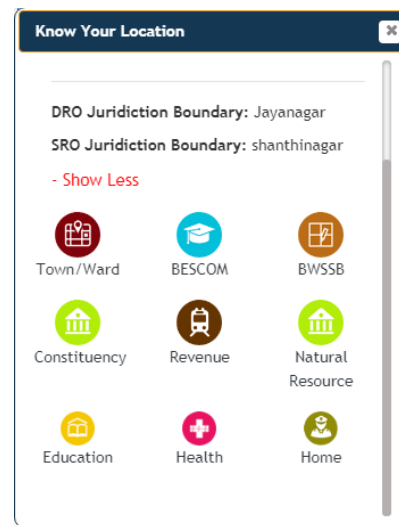 Know Your Location
DRO Juridiction Boundary: Jayanagar
SRO Juridiction Boundary: shanthinagar
- Show Less
Town/Ward BESCOM BWSSB
Constituency Revenue Natural
Resource
Education Health Home